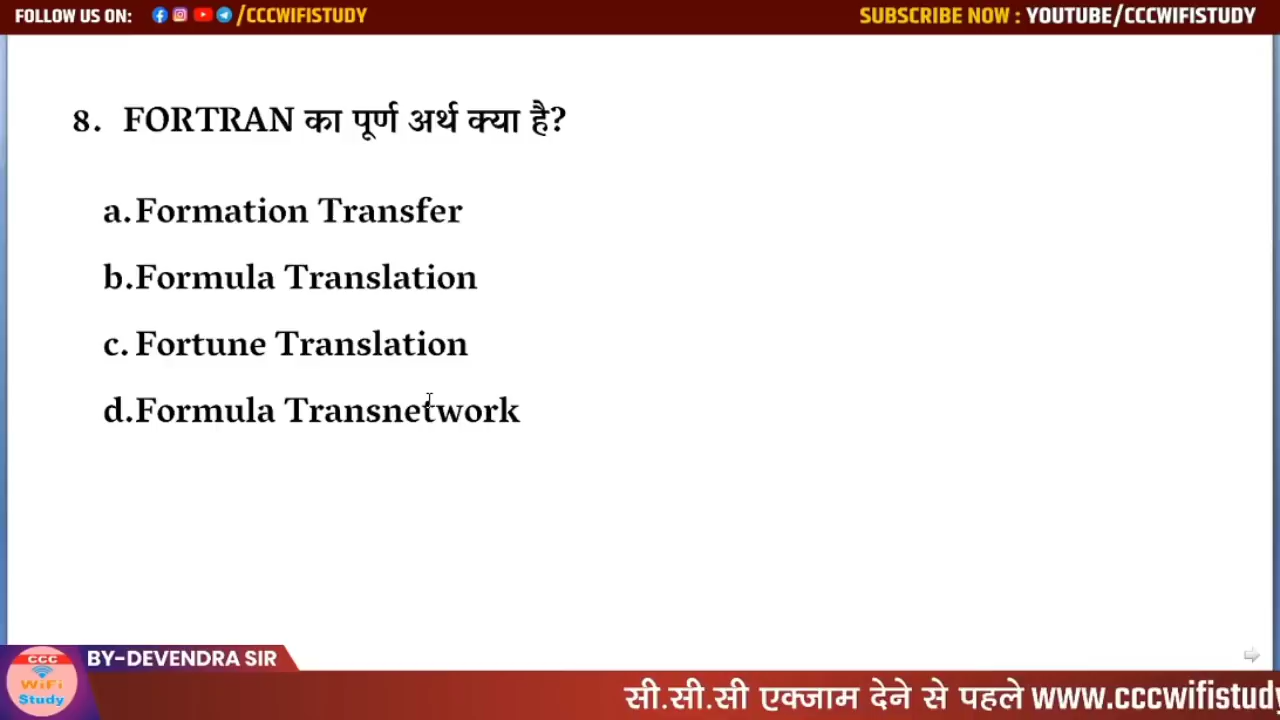 FOLLOW US ON: /CCCWIFISTUDY
SUBSCRIBE NOW : YOUTUBE/CCCWIFISTUDY
8. FORTRAN का पूर्ण अर्थ क्या है?
a. Formation Transfer
b. Formula Translation
c. Fortune Translation
d. Formula Transnetwork
CCC
WiFi
Study
BY-DEVENDRA SIR
सी.सी.सी एक्जाम देने से पहले www.cccwifistudy